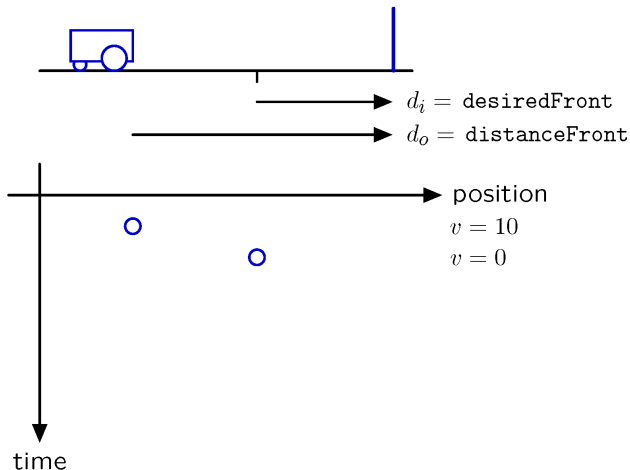 d_i = desiredFront
d_o = distanceFront
position
v = 10
v = 0
time